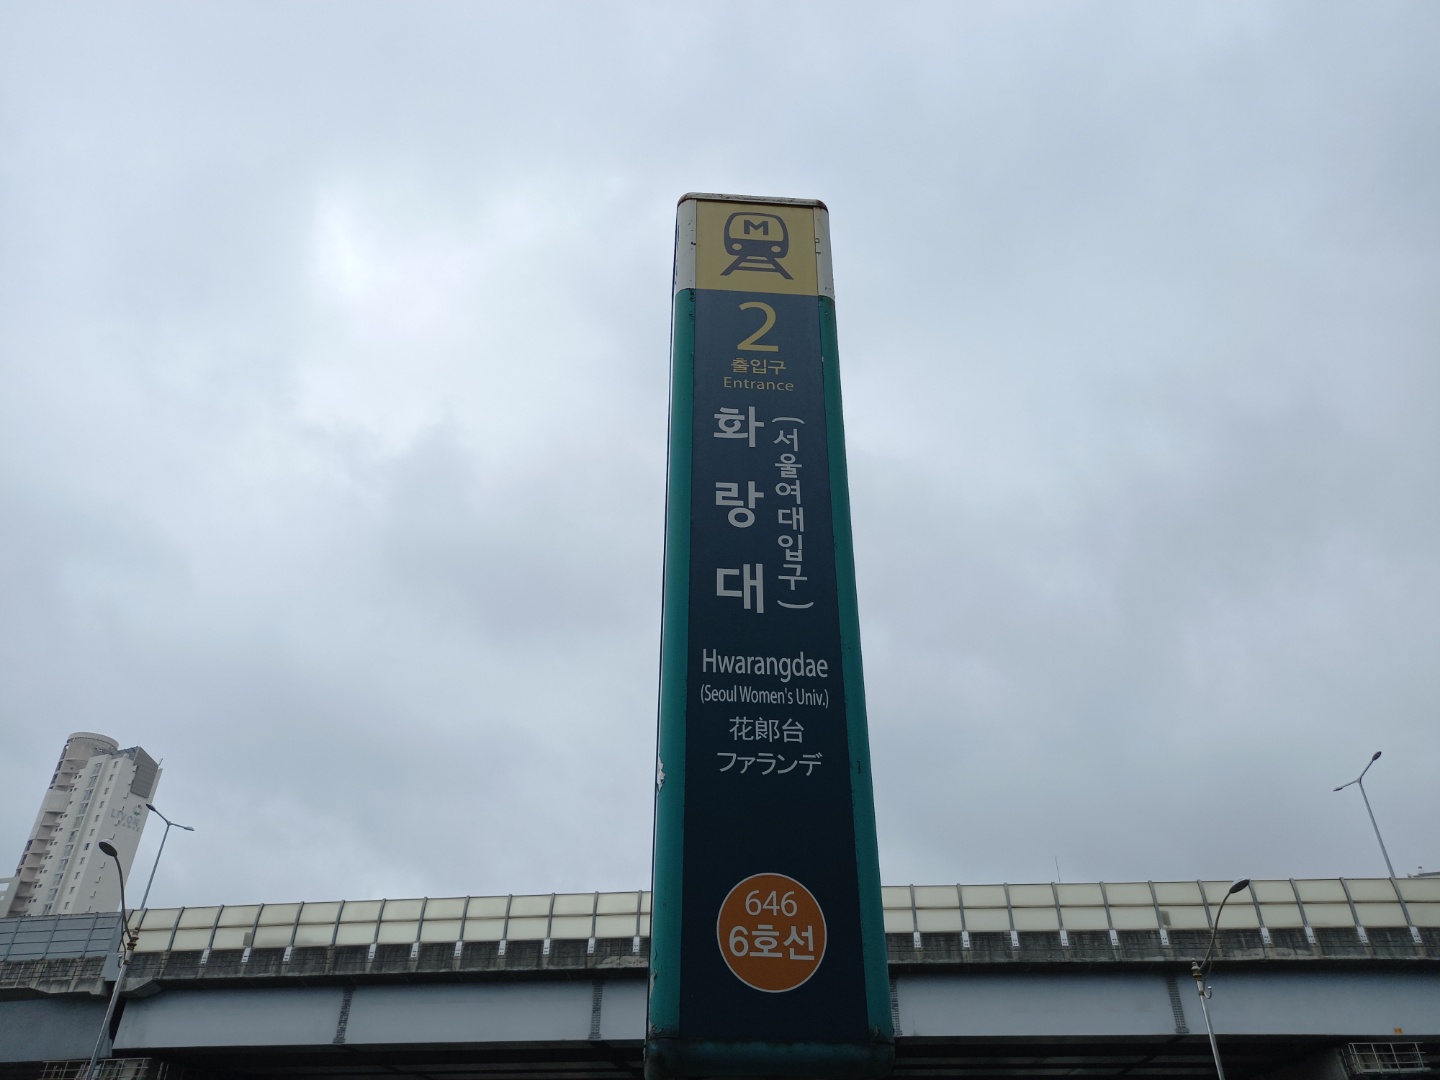 M
2
출입구
Entrance
화랑대
(서울여대입구)
Hwarangdae
(Seoul Women's Univ.)
花郞台
ファランデ
646
6호선